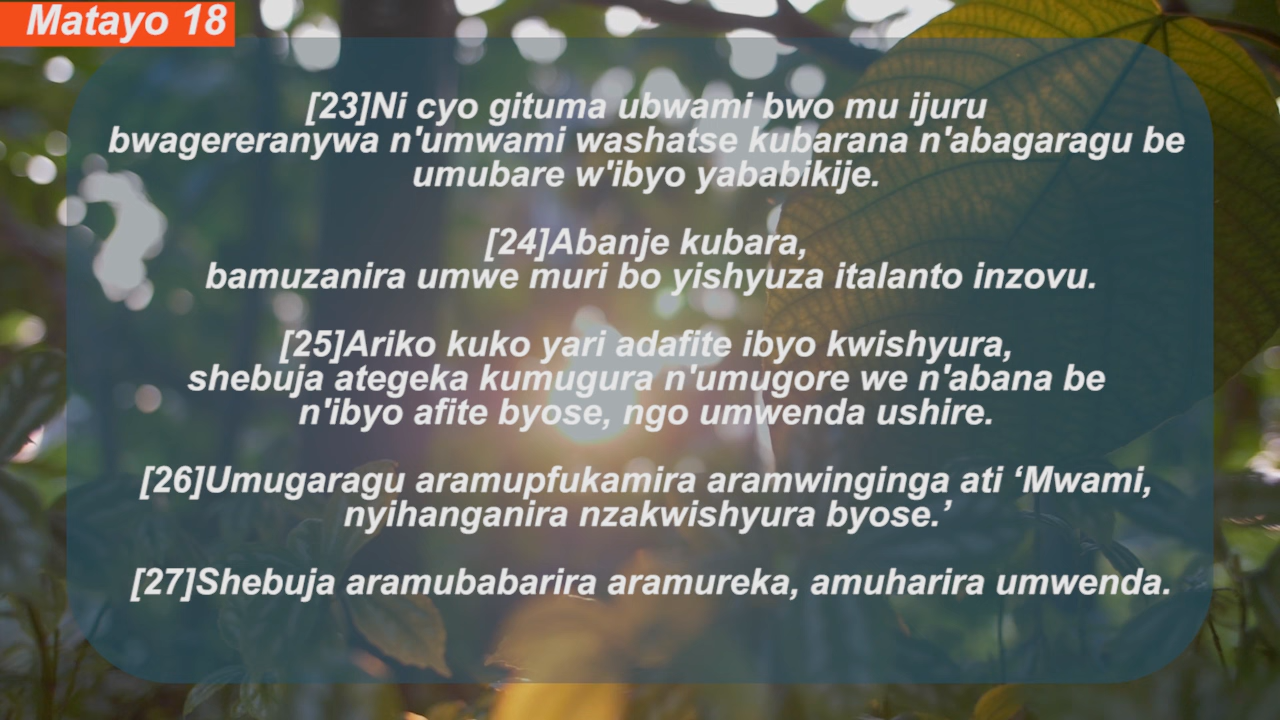 Matayo 18
[23]Ni cyo gituma ubwami bwo mu ijuru
bwagereranywa n'umwami washatse kubarana n'abagaragu be
umubare w'ibyo yababikije.
[24]Abanje kubara,
bamuzanira umwe muri bo yishyuza italanto inzovu.
[25]Ariko kuko yari adafite ibyo kwishyura,
shebuja ategeka kumugura n'umugore we n'abana be
n'ibyo afite byose, ngo umwenda ushire.
[26]Umugaragu aramupfukamira aramwinginga ati ‘Mwami,
nyihanganira nzakwishyura byose.’
[27]Shebuja aramubabarira aramureka, amuharira umwenda.